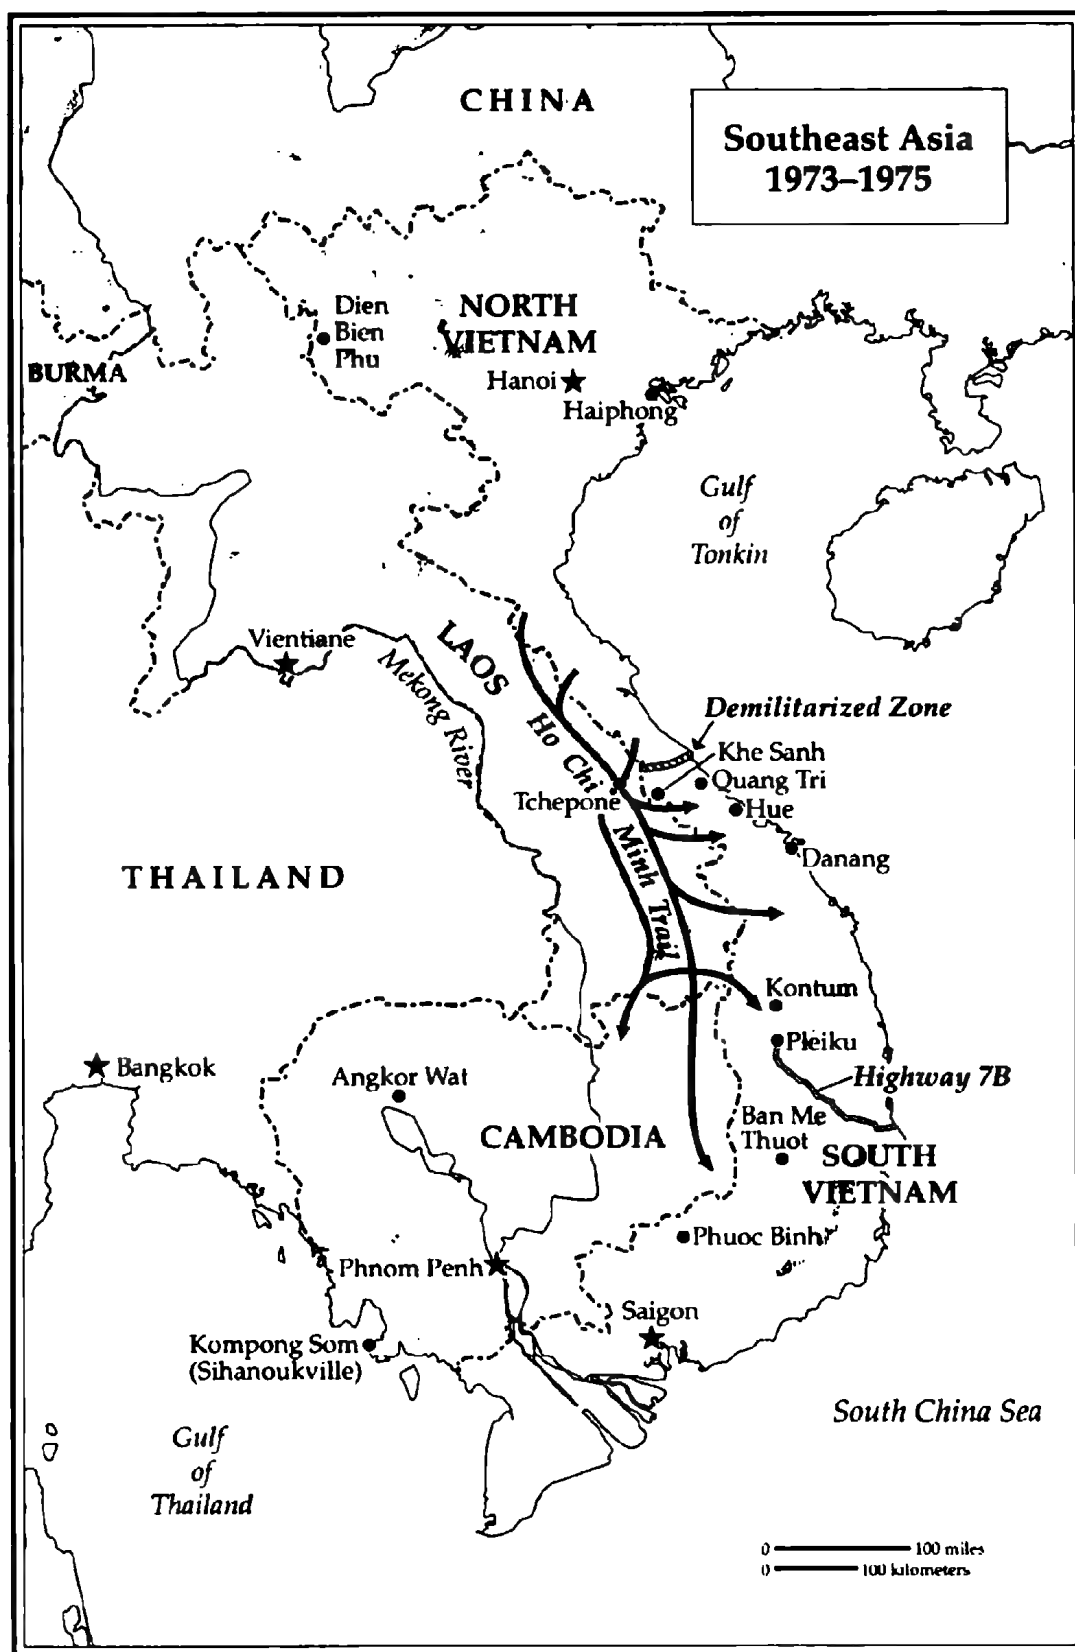 CHINA
Southeast Asia
1973–1975
Dien
Bien
Phu
NORTH
VIETNAM
BURMA
Hanoi
Haiphong
Gulf
of
Tonkin
Vientiane
LAOS
Mekong River
Ho Chi Minh Trail
Demilitarized Zone
Khe Sanh
Quang Tri
Tchepone
Hue
Danang
THAILAND
Kontum
Pleiku
Bangkok
Angkor Wat
Highway 7B
Ban Me
Thuot
CAMBODIA
SOUTH
VIETNAM
Phuoc Binh
Phnom Penh
Saigon
Kompong Som
(Sihanoukville)
South China Sea
Gulf
of
Thailand
0 100 miles
0 100 kilometers